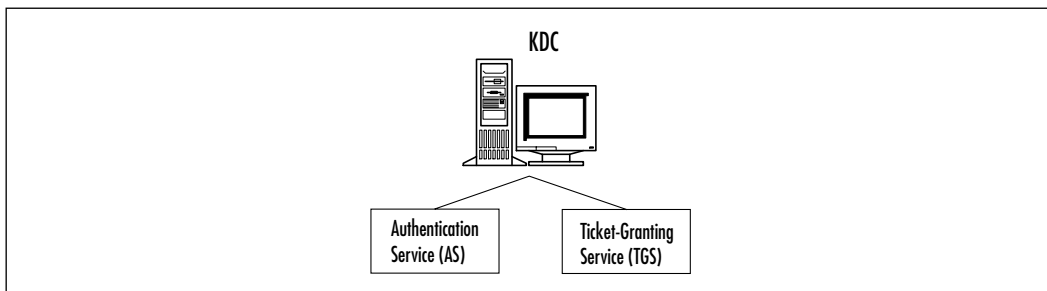 KDC
Authentication
Service (AS)
Ticket-Granting
Service (TGS)